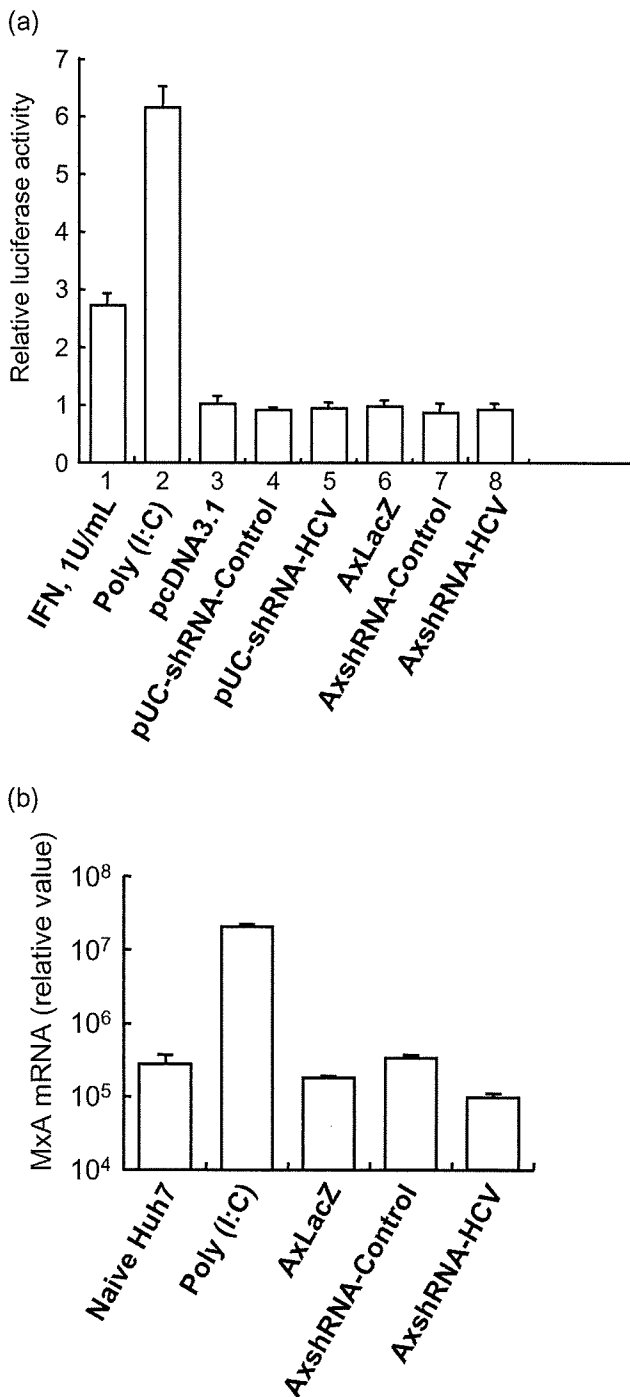 (a)
Relative luciferase activity
7
6
5
4
3
2
1
0
1 2 3 4 5 6 7 8
IFN, 1U/mL
Poly (I:C)
pcDNA3.1
pUC-shRNA-Control
pUC-shRNA-HCV
AxLacZ
AxshRNA-Control
AxshRNA-HCV
(b)
MxA mRNA (relative value)
10⁸
10⁷
10⁶
10⁵
10⁴
Naive Huh7
Poly (I:C)
AxLacZ
AxshRNA-Control
AxshRNA-HCV